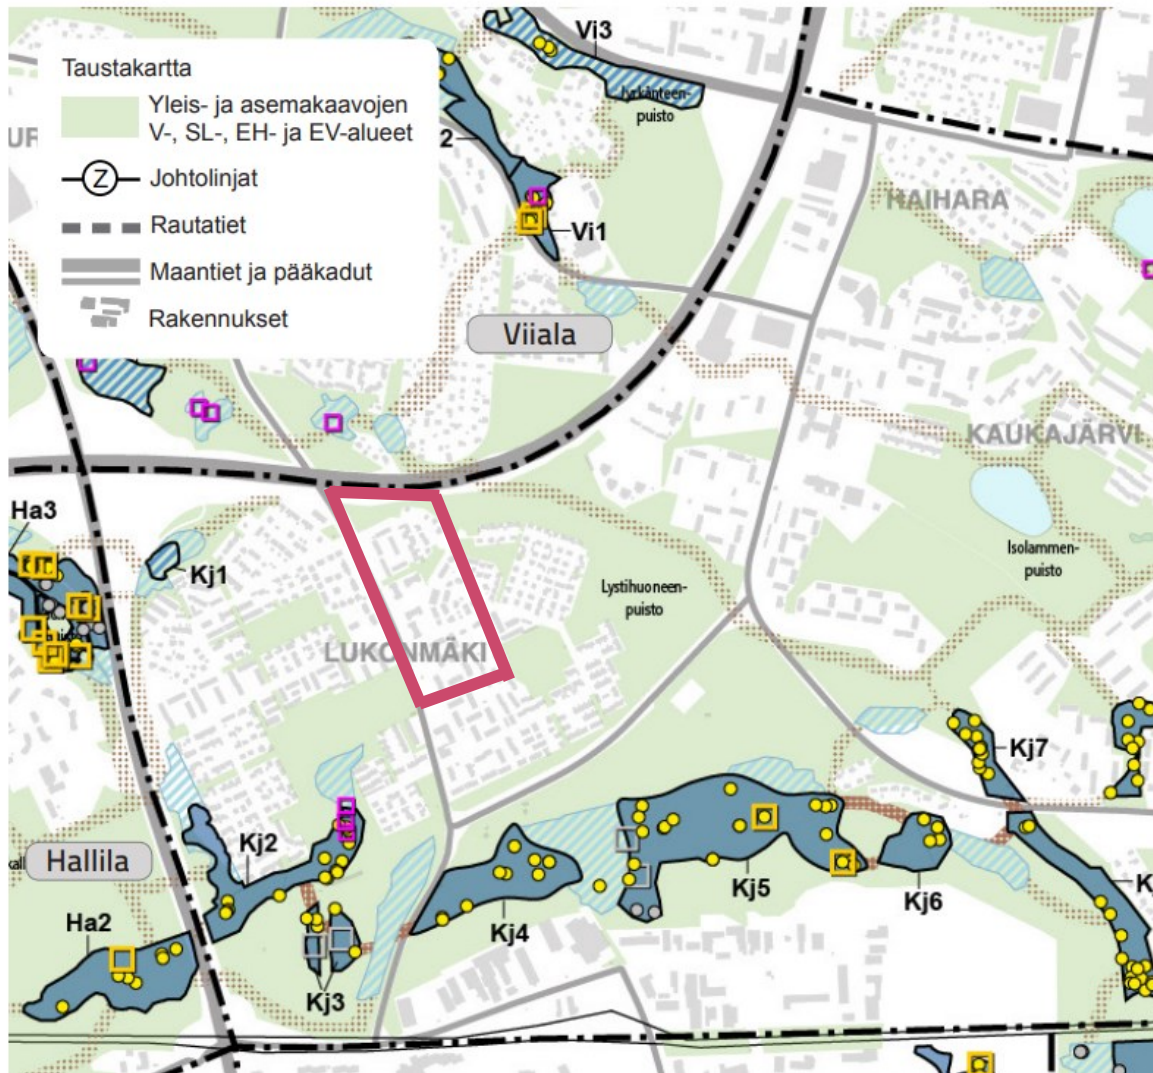 Taustakartta
Yleis- ja asemakaavojen
V-, SL-, EH- ja EV-alueet
Z
Johtolinjat
Rautatiet
Maantiet ja pääkadut
Rakennukset
Vi3
puisto
2
UR
HAIHARA
Vi1
Viiala
KAUKAJÄRVI
Ha3
Isolammen-
puisto
Kj1
Lystihuoneen-
puisto
LUKONMÄKI
Kj7
Kj2
Hallila
Kj5
Kj6
Ha2
Kj4
Kj3